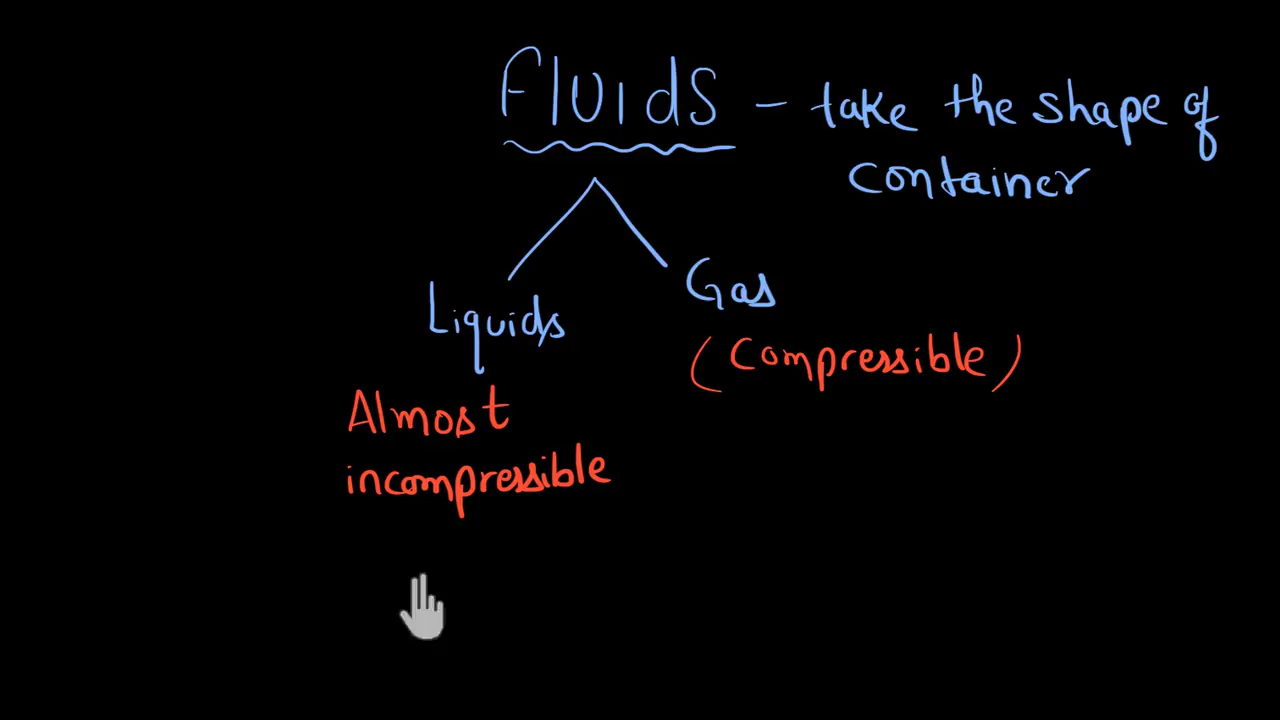 Fluids - take the shape of
container
Liquids
Gas
(Compressible)
Almost
incompressible